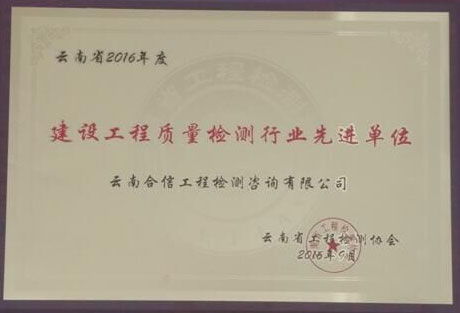 云南省2016年度
建设工程质量检测行业先进单位
云南合信工程检测咨询有限公司
云南省工程检测协会
2016年 月